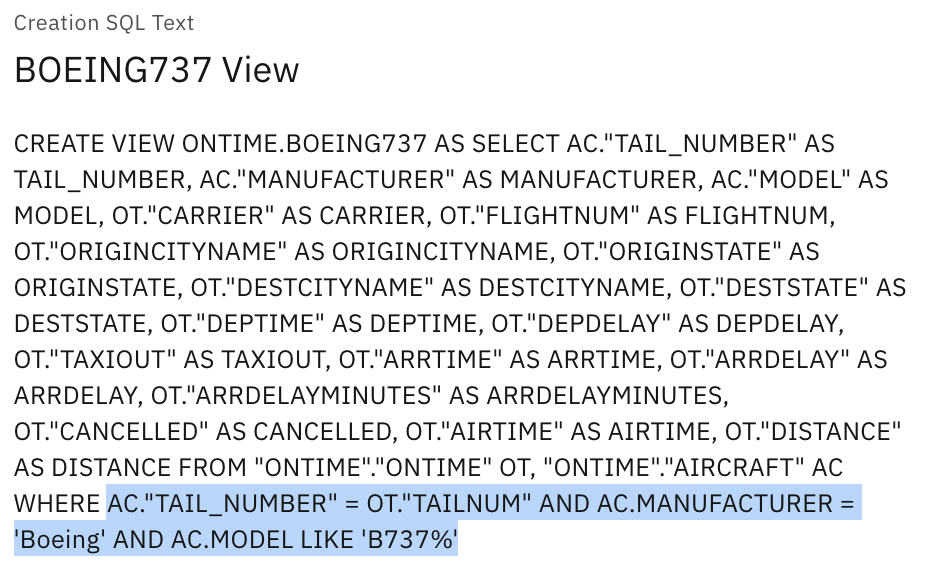 Creation SQL Text
BOEING737 View
CREATE VIEW ONTIME.BOEING737 AS SELECT AC."TAIL_NUMBER" AS
TAIL_NUMBER, AC."MANUFACTURER" AS MANUFACTURER, AC."MODEL" AS
MODEL, OT."CARRIER" AS CARRIER, OT."FLIGHTNUM" AS FLIGHTNUM,
OT."ORIGINCITYNAME" AS ORIGINCITYNAME, OT."ORIGINSTATE" AS
ORIGINSTATE, OT."DESTCITYNAME" AS DESTCITYNAME, OT."DESTSTATE" AS
DESTSTATE, OT."DEPTIME" AS DEPTIME, OT."DEPDELAY" AS DEPDELAY,
OT."TAXIOUT" AS TAXIOUT, OT."ARRTIME" AS ARRTIME, OT."ARRDELAY" AS
ARRDELAY, OT."ARRDELAYMINUTES" AS ARRDELAYMINUTES,
OT."CANCELLED" AS CANCELLED, OT."AIRTIME" AS AIRTIME, OT."DISTANCE"
AS DISTANCE FROM "ONTIME"."ONTIME" OT, "ONTIME"."AIRCRAFT" AC
WHERE AC."TAIL_NUMBER" = OT."TAILNUM" AND AC.MANUFACTURER =
'Boeing' AND AC.MODEL LIKE 'B737%'